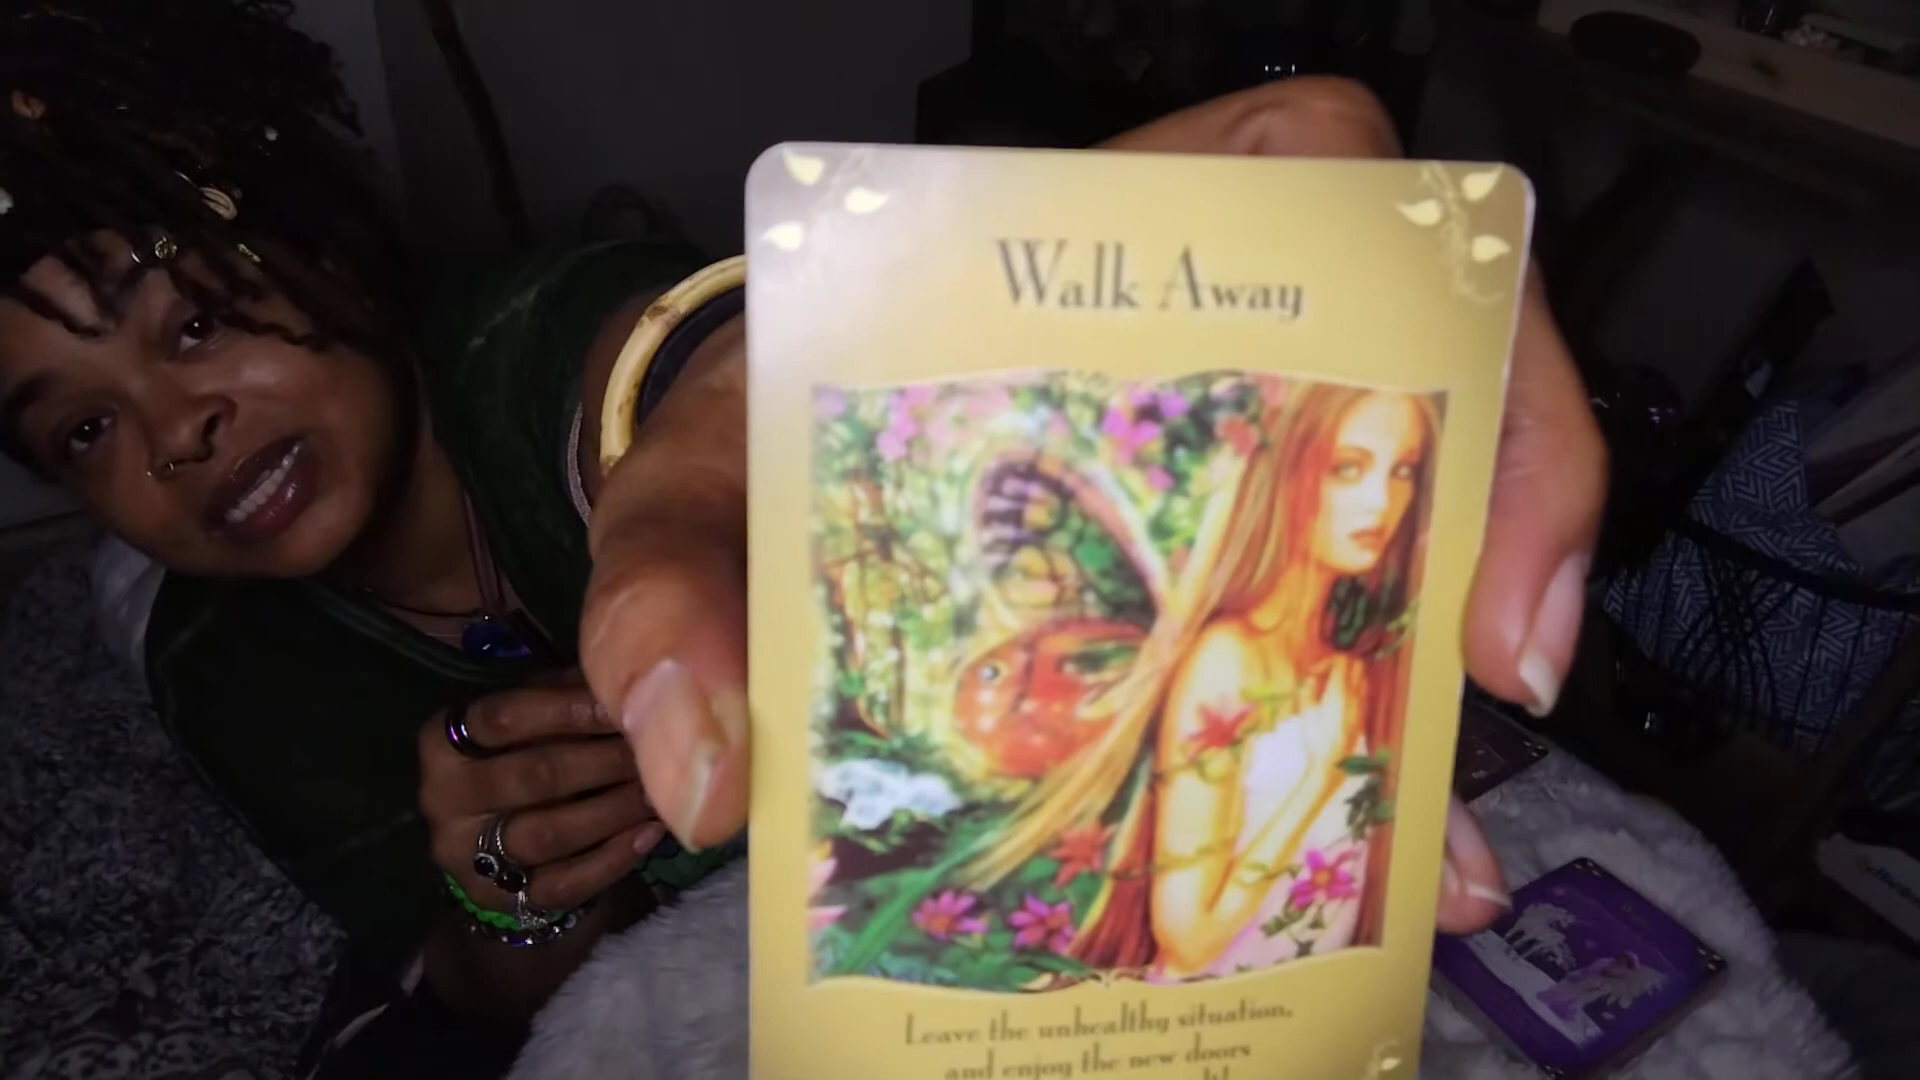 Walk Away
Leave the unhealthy situation,
and enjoy the new doors